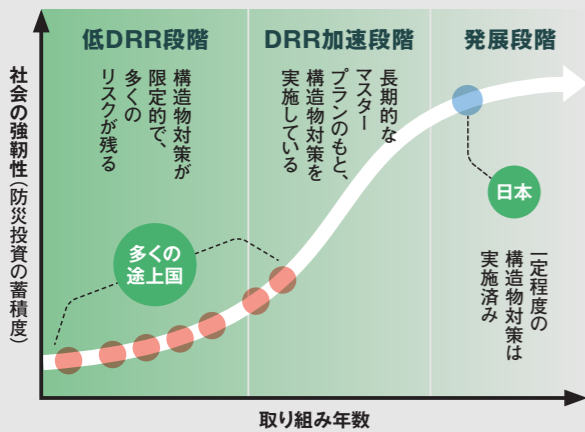 低DRR段階
DRR加速段階
発展段階
構造物対策が
限定的で、
多くの
リスクが残る
長期的な
マスター
プランのもと、
構造物対策を
実施している
日本
一定程度の
構造物対策は
実施済み
多くの
途上国
社会の強靭性(防災投資の蓄積度)
取り組み年数